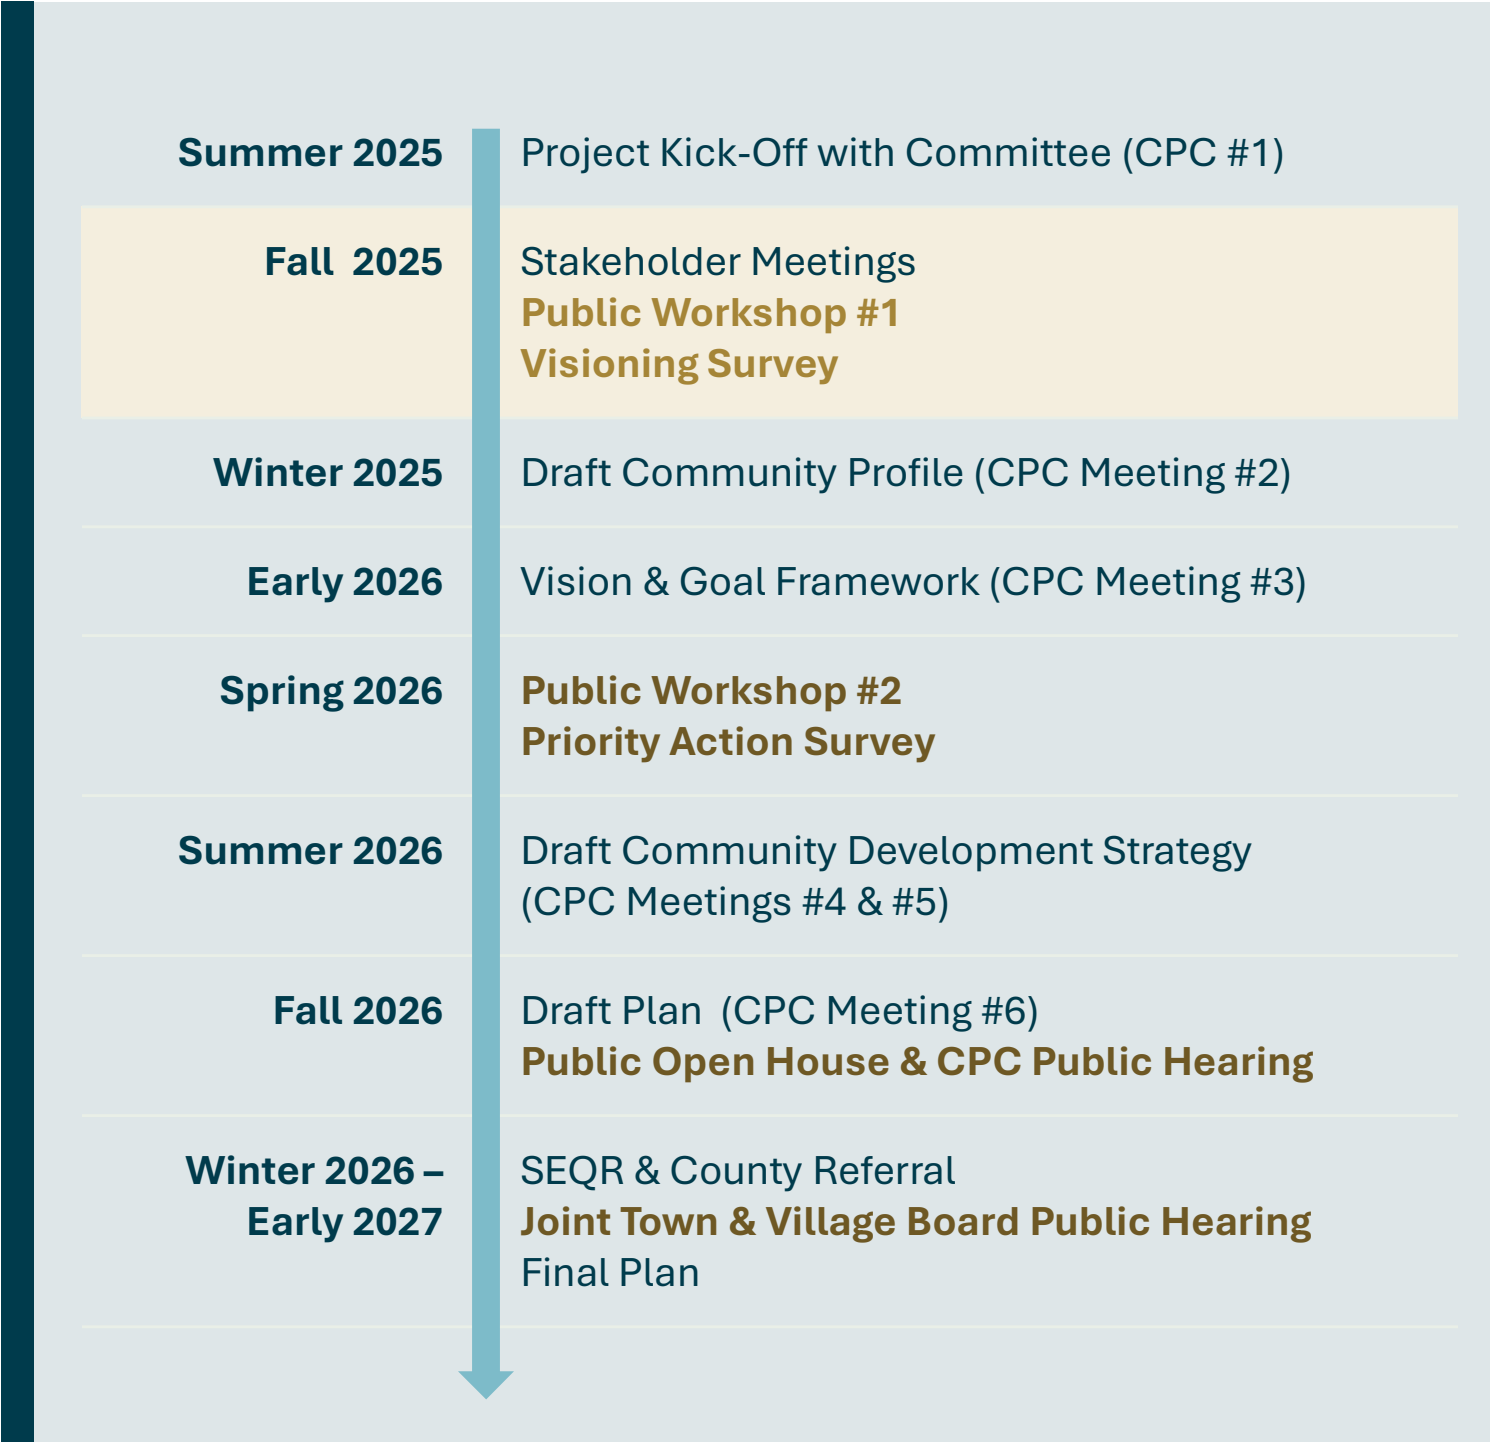 Summer 2025
Project Kick-Off with Committee (CPC #1)
Fall  2025
Stakeholder Meetings
Public Workshop #1
Visioning Survey
Winter 2025
Draft Community Profile (CPC Meeting #2)
Early 2026
Vision & Goal Framework (CPC Meeting #3)
Spring 2026
Public Workshop #2
Priority Action Survey
Summer 2026
Draft Community Development Strategy
(CPC Meetings #4 & #5)
Fall 2026
Draft Plan  (CPC Meeting #6)
Public Open House & CPC Public Hearing
Winter 2026 –
Early 2027
SEQR & County Referral
Joint Town & Village Board Public Hearing
Final Plan